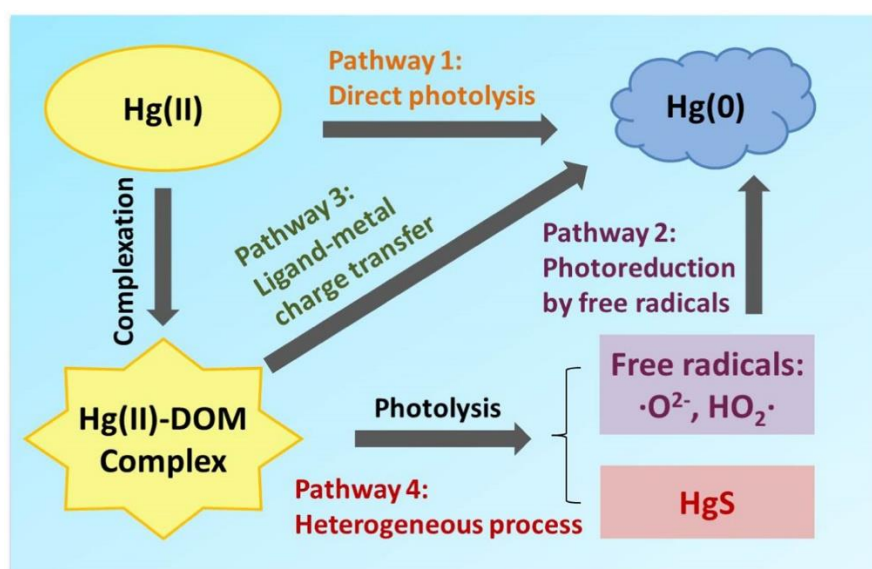 Hg(II)
Pathway 1:
Direct photolysis
Hg(0)
Complexation
Pathway 3:
Ligand-metal
charge transfer
Pathway 2:
Photoreduction
by free radicals
Hg(II)-DOM
Complex
Photolysis
Pathway 4:
Heterogeneous process
Free radicals:
·O²⁻, HO₂·
HgS